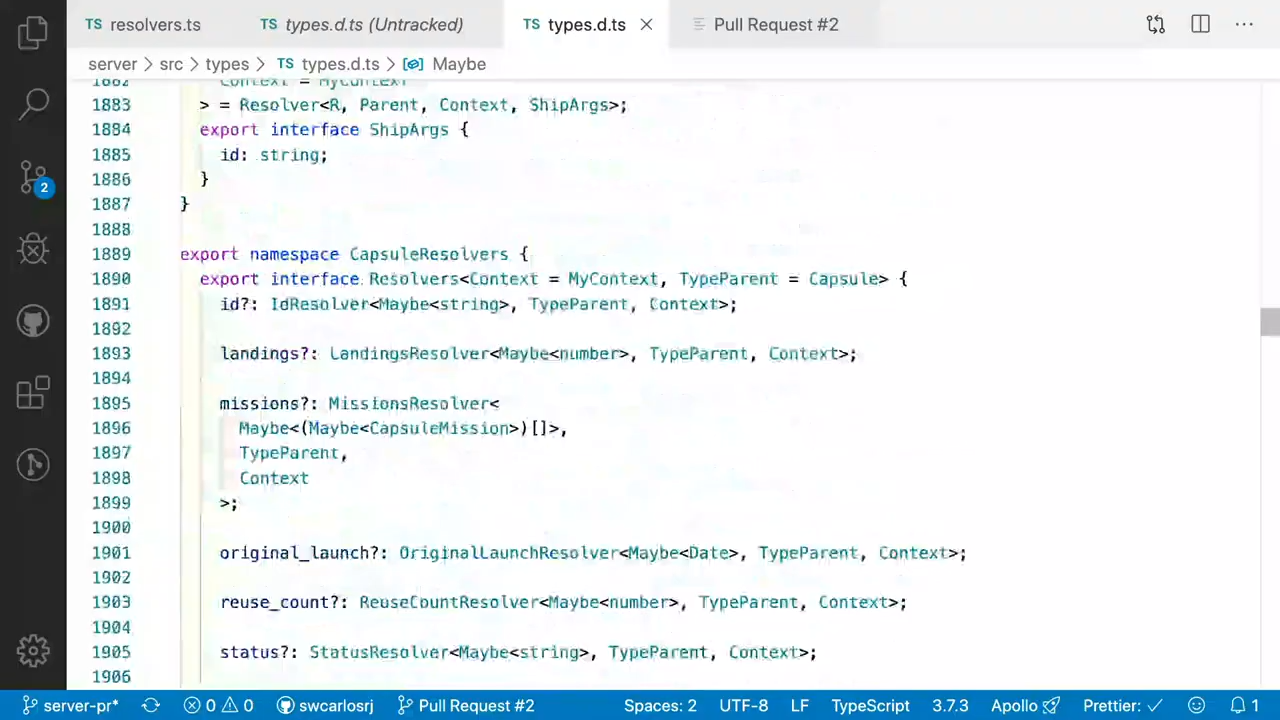 resolvers.ts
types.d.ts (Untracked)
types.d.ts
Pull Request #2
server > src > types > TS types.d.ts > Maybe
1882 Context = MyContext
1883 > = Resolver<R, Parent, Context, ShipArgs>;
1884 export interface ShipArgs {
1885 id: string;
1886 }
1887 }
1888
1889 export namespace CapsuleResolvers {
1890 export interface Resolvers<Context = MyContext, TypeParent = Capsule> {
1891 id?: IdResolver<Maybe<string>, TypeParent, Context>;
1892
1893 landings?: LandingsResolver<Maybe<number>, TypeParent, Context>;
1894
1895 missions?: MissionsResolver<
1896 Maybe<(Maybe<CapsuleMission>)[]>,
1897 TypeParent,
1898 Context
1899 >;
1900
1901 original_launch?: OriginalLaunchResolver<Maybe<Date>, TypeParent, Context>;
1902
1903 reuse_count?: ReuseCountResolver<Maybe<number>, TypeParent, Context>;
1904
1905 status?: StatusResolver<Maybe<string>, TypeParent, Context>;
1906
2
server-pr* 0 0 swcarlosrj Pull Request #2 Spaces: 2 UTF-8 LF TypeScript 3.7.3 Apollo Prettier: 1